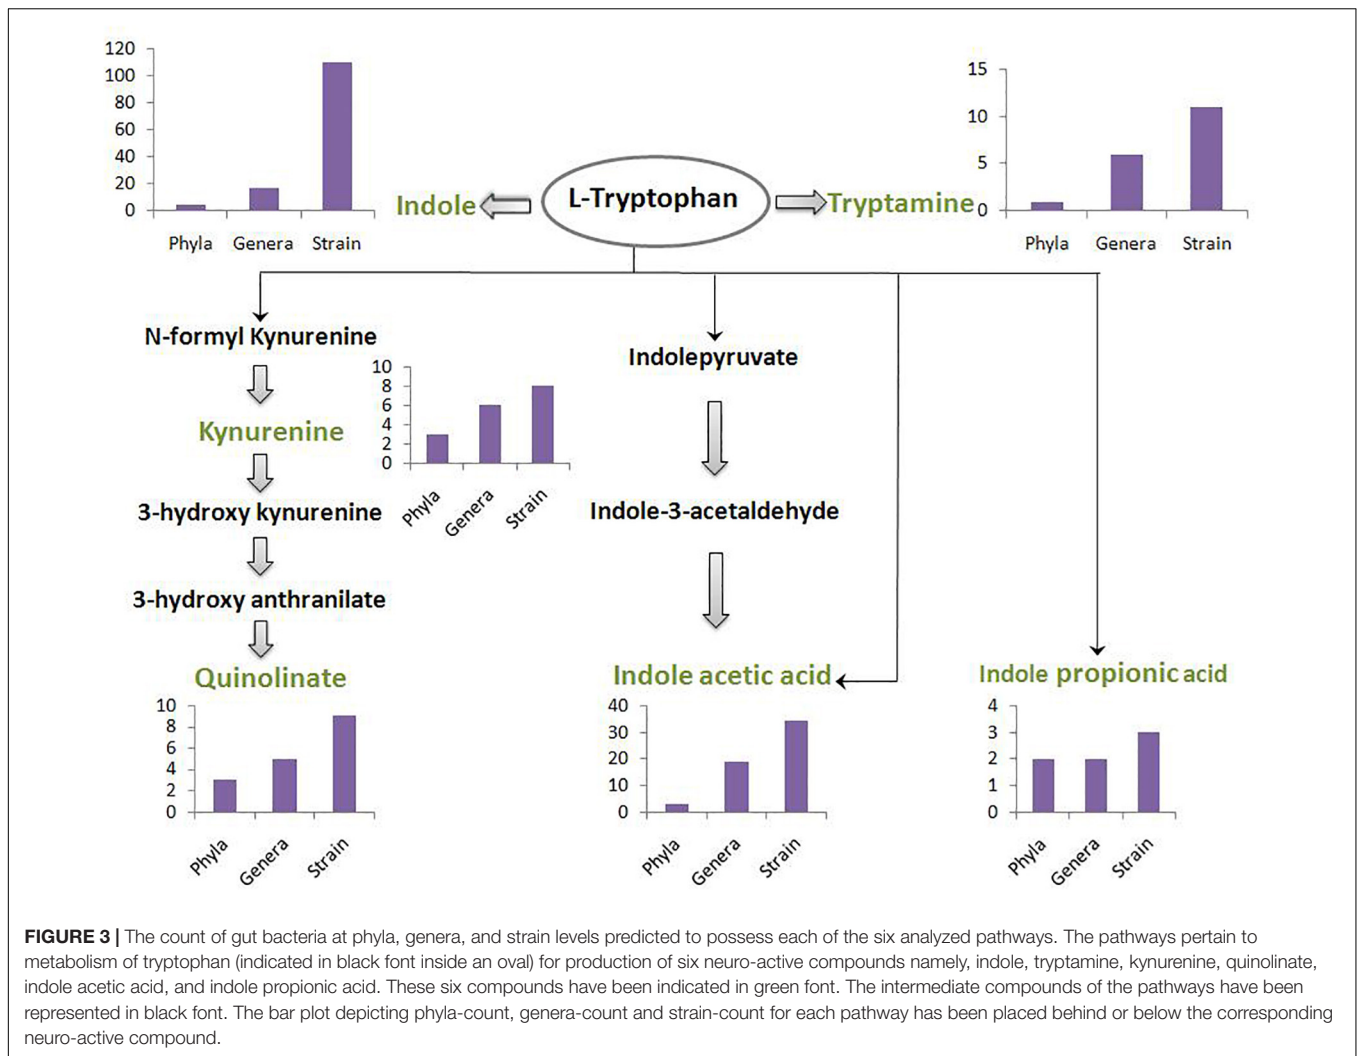 120
100
80
60
40
20
0
Phyla Genera Strain
Indole
L-Tryptophan
Tryptamine
15
10
5
0
Phyla Genera Strain
N-formyl Kynurenine
Kynurenine
3-hydroxy kynurenine
3-hydroxy anthranilate
Quinolinate
10
8
6
4
2
0
Phyla Genera Strain
Indolepyruvate
Indole-3-acetaldehyde
Indole acetic acid
Indole propionic acid
10
8
6
4
2
0
Phyla Genera Strain
40
30
20
10
0
Phyla Genera Strain
4
3
2
1
0
Phyla Genera Strain
FIGURE 3 | The count of gut bacteria at phyla, genera, and strain levels predicted to possess each of the six analyzed pathways. The pathways pertain to
metabolism of tryptophan (indicated in black font inside an oval) for production of six neuro-active compounds namely, indole, tryptamine, kynurenine, quinolinate,
indole acetic acid, and indole propionic acid. These six compounds have been indicated in green font. The intermediate compounds of the pathways have been
represented in black font. The bar plot depicting phyla-count, genera-count and strain-count for each pathway has been placed behind or below the corresponding
neuro-active compound.